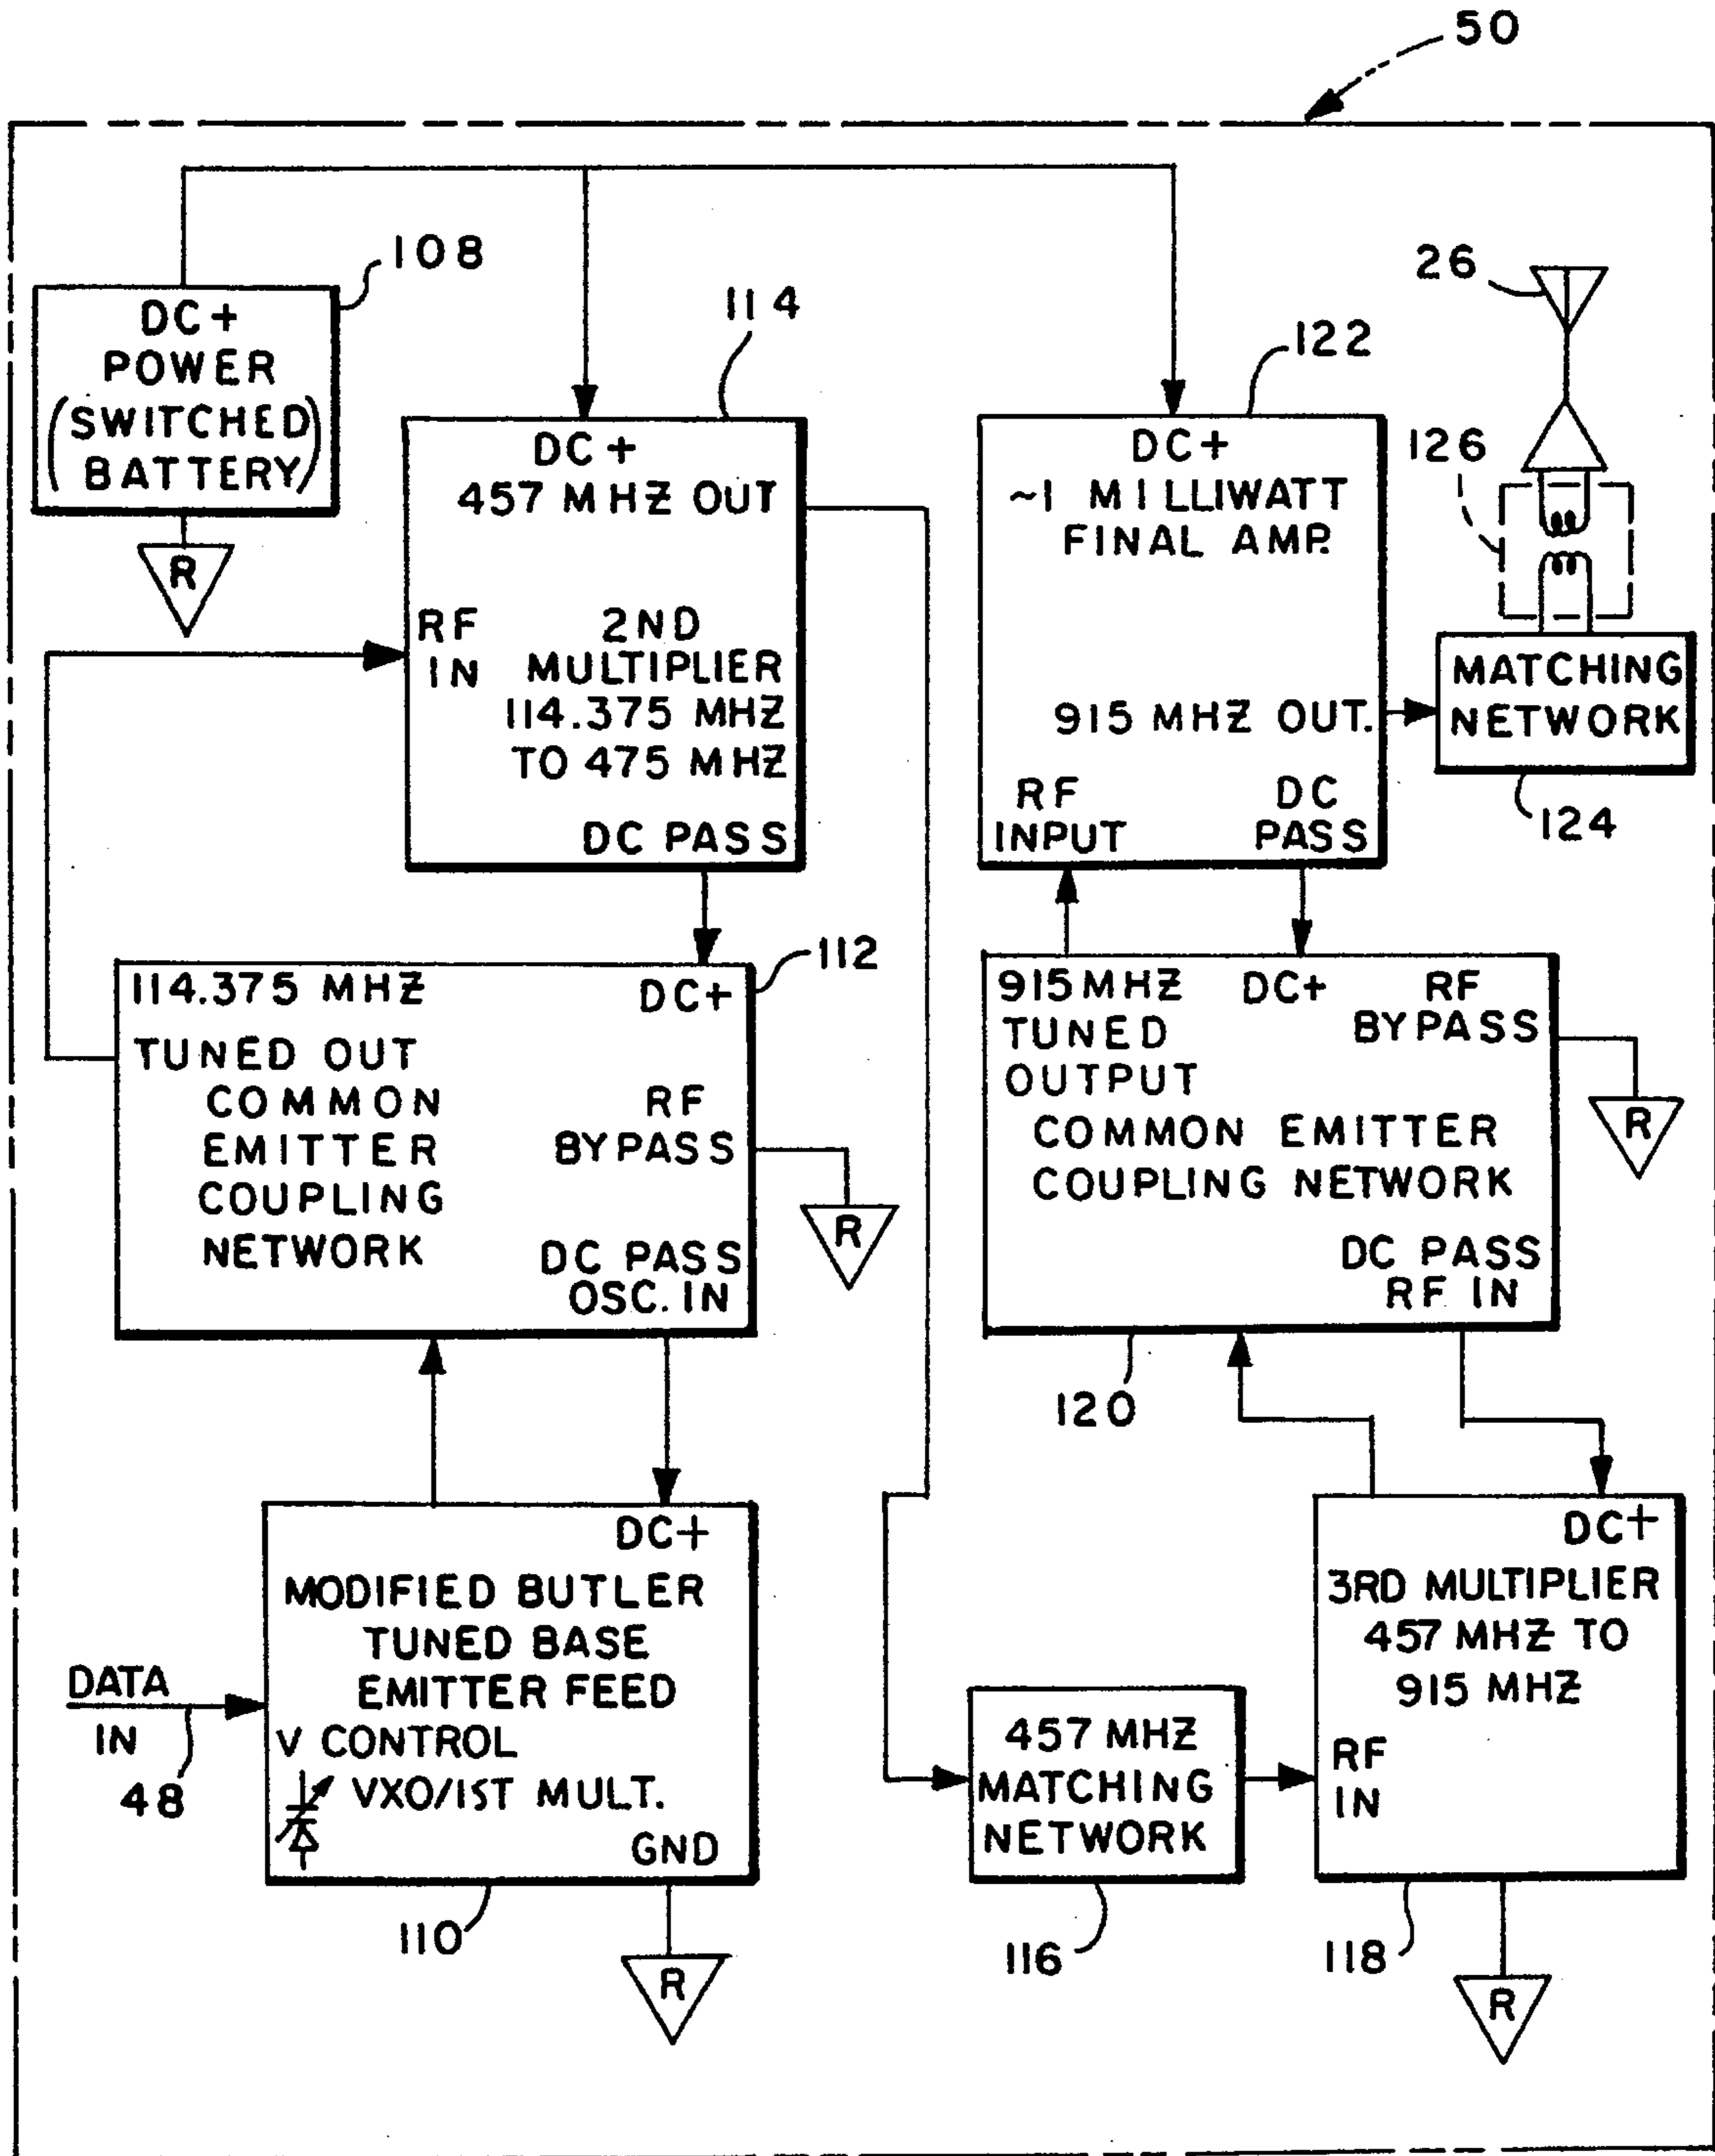 50
108
DC+
POWER
(SWITCHED
BATTERY)
R
114
DC+
457 MHZ OUT
RF
IN
2ND
MULTIPLIER
114.375 MHZ
TO 475 MHZ
DC PASS
122
DC+
~1 MILLIWATT
FINAL AMP.
915 MHZ OUT.
RF
INPUT
DC
PASS
26
126
MATCHING
NETWORK
124
112
114.375 MHZ
DC+
TUNED OUT
COMMON
EMITTER
COUPLING
NETWORK
RF
BYPASS
DC PASS
OSC. IN
R
915 MHZ
TUNED
OUTPUT
DC+
RF
BYPASS
COMMON EMITTER
COUPLING NETWORK
DC PASS
RF IN
R
120
DATA
IN
48
DC+
MODIFIED BUTLER
TUNED BASE
EMITTER FEED
V CONTROL
VXO/1ST MULT.
GND
110
R
457 MHZ
MATCHING
NETWORK
116
DC+
3RD MULTIPLIER
457 MHZ TO
915 MHZ
RF
IN
118
R